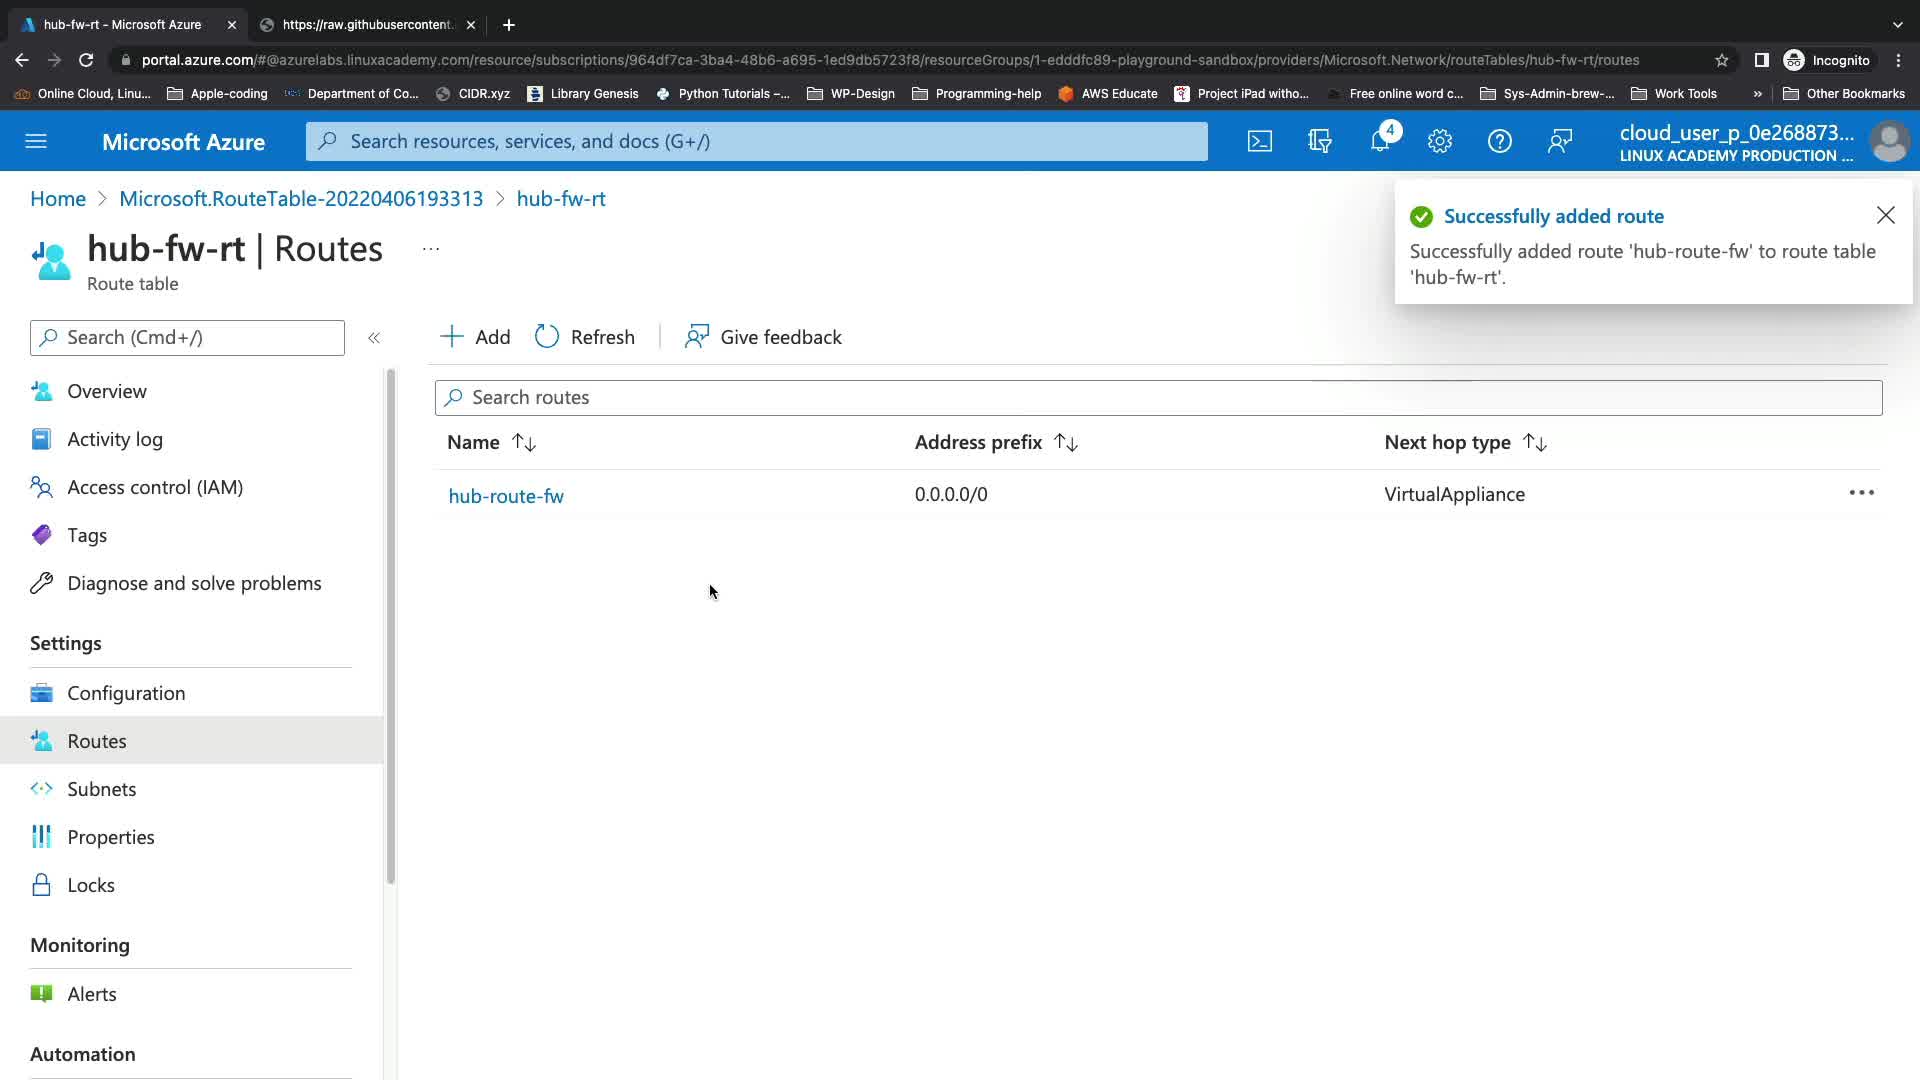 hub-fw-rt - Microsoft Azure
https://raw.githubusercontent.
portal.azure.com/#@azurelabs.linuxacademy.com/resource/subscriptions/964df7ca-3ba4-48b6-a695-1ed9db5723f8/resourceGroups/1-edddfc89-playground-sandbox/providers/Microsoft.Network/routeTables/hub-fw-rt/routes
Incognito
Online Cloud, Linu...
Apple-coding
Department of Co...
CIDR.xyz
Library Genesis
Python Tutorials –...
WP-Design
Programming-help
AWS Educate
Project iPad witho...
Free online word c...
Sys-Admin-brew-...
Work Tools
»
Other Bookmarks
Microsoft Azure
Search resources, services, and docs (G+/)
4
cloud_user_p_0e268873...
LINUX ACADEMY PRODUCTION ...
Home > Microsoft.RouteTable-20220406193313 > hub-fw-rt
hub-fw-rt | Routes
...
Route table
Successfully added route
Successfully added route 'hub-route-fw' to route table
'hub-fw-rt'.
Search (Cmd+/)
«
Add
Refresh
Give feedback
Search routes
Name
Address prefix
Next hop type
hub-route-fw
0.0.0.0/0
VirtualAppliance
...
Overview
Activity log
Access control (IAM)
Tags
Diagnose and solve problems
Settings
Configuration
Routes
Subnets
Properties
Locks
Monitoring
Alerts
Automation